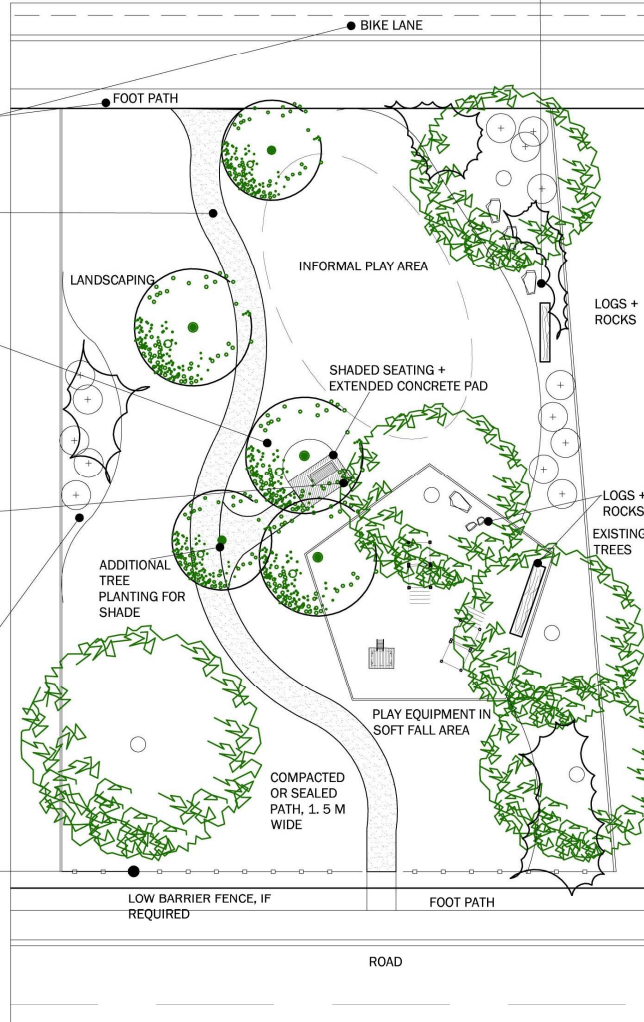 BIKE LANE
FOOT PATH
INFORMAL PLAY AREA
LANDSCAPING
LOGS +
ROCKS
SHADED SEATING +
EXTENDED CONCRETE PAD
LOGS +
ROCKS
EXISTING
TREES
ADDITIONAL
TREE
PLANTING FOR
SHADE
PLAY EQUIPMENT IN
SOFT FALL AREA
COMPACTED
OR SEALED
PATH, 1. 5 M
WIDE
LOW BARRIER FENCE, IF
REQUIRED
FOOT PATH
ROAD